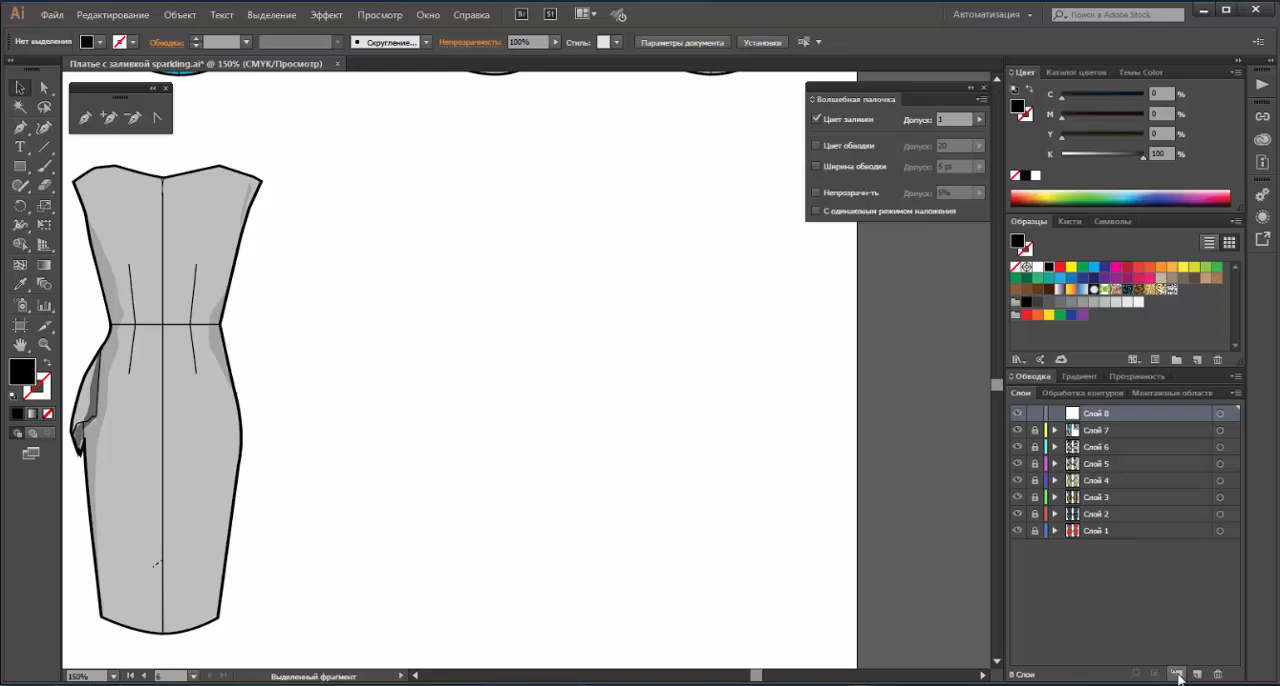 Ai Файл Редактирование Объект Текст Выделение Эффект Просмотр Окно Справка Br St Автоматизация Поиск в Adobe Stock
Нет выделения Обводка: Скругление... Непрозрачность: 100% Стиль: Параметры документа Установки
Платье с заливкой sparkling.ai* @ 150% (CMYK/Просмотр)
Волшебная палочка
Цвет заливки Допуск: 1
Цвет обводки Допуск: 20
Ширина обводки Допуск: 5 pt
Непрозрач-ть Допуск: 5%
С одинаковым режимом наложения
Цвет Каталог цветов Темы Color
C 0 %
M 0 %
Y 0 %
K 100 %
Образцы Кисти Символы
Обводка Градиент Прозрачность
Слои Обработка контуров Монтажные области
Слой 8
Слой 7
Слой 6
Слой 5
Слой 4
Слой 3
Слой 2
Слой 1
8 Слои
150% 6 Выделенный фрагмент